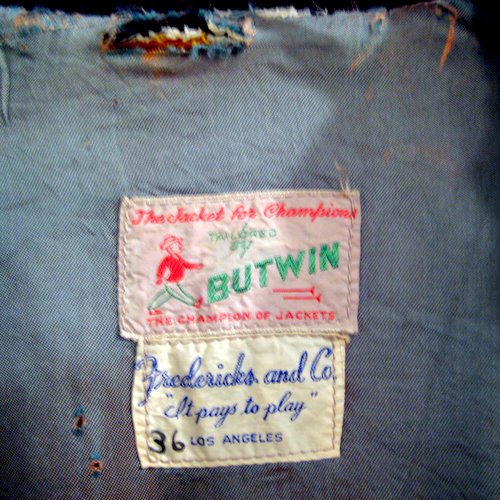 The Jacket for Champions
TAILORED
by
BUTWIN
THE CHAMPION OF JACKETS
Fredericks and Co.
"It pays to play"
36 LOS ANGELES